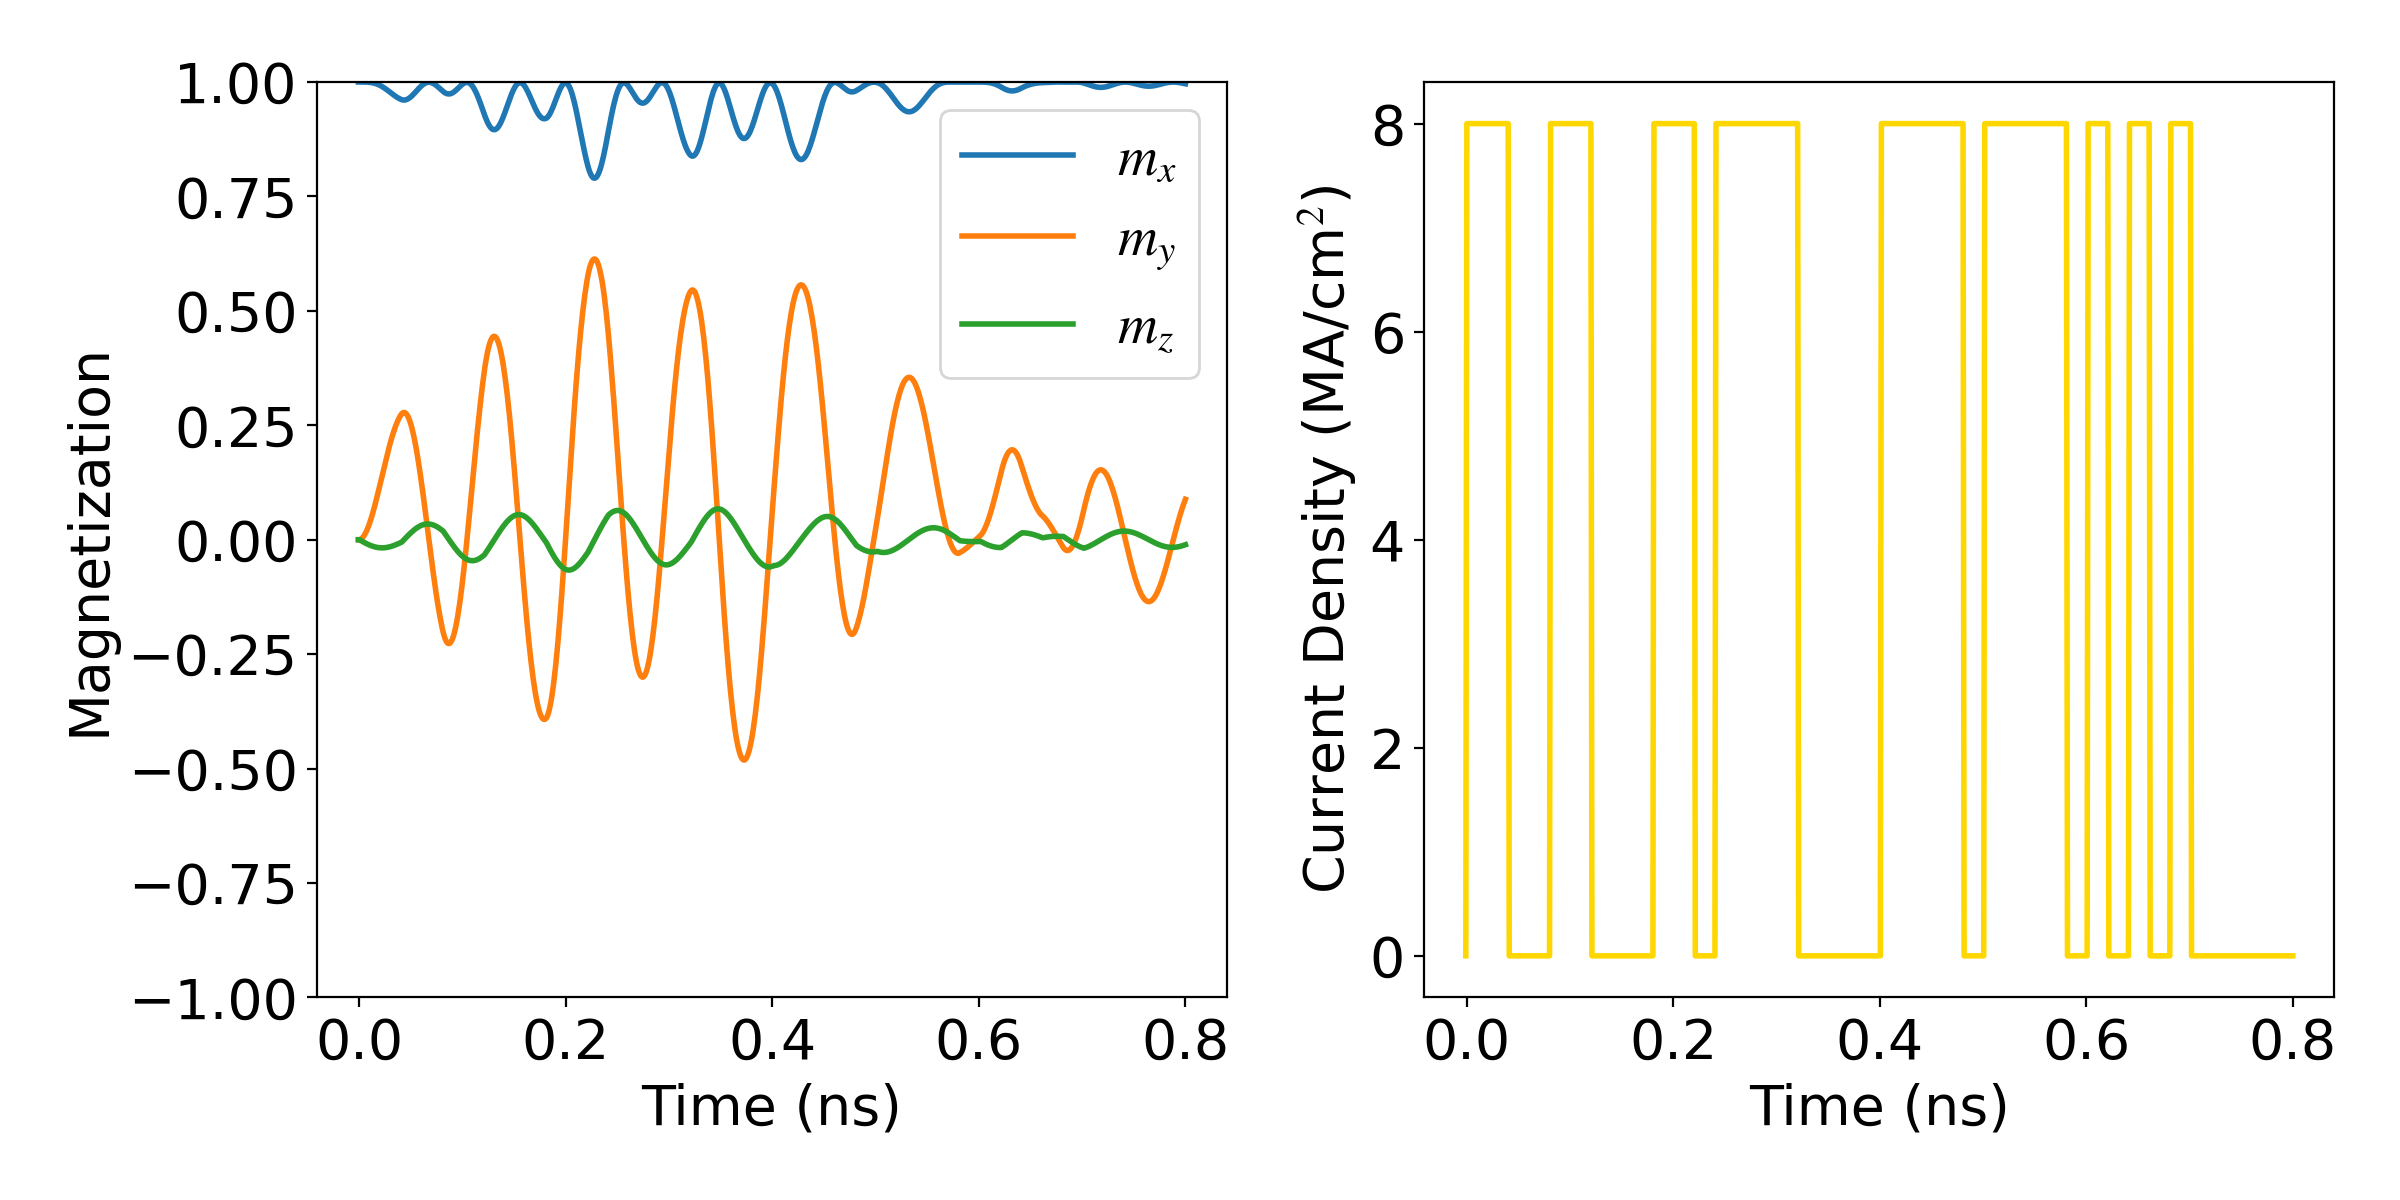 1.00
0.75
0.50
0.25
0.00
−0.25
−0.50
−0.75
−1.00
Magnetization
0.0 0.2 0.4 0.6 0.8
Time (ns)
m_x
m_y
m_z
8
6
4
2
0
Current Density (MA/cm²)
0.0 0.2 0.4 0.6 0.8
Time (ns)